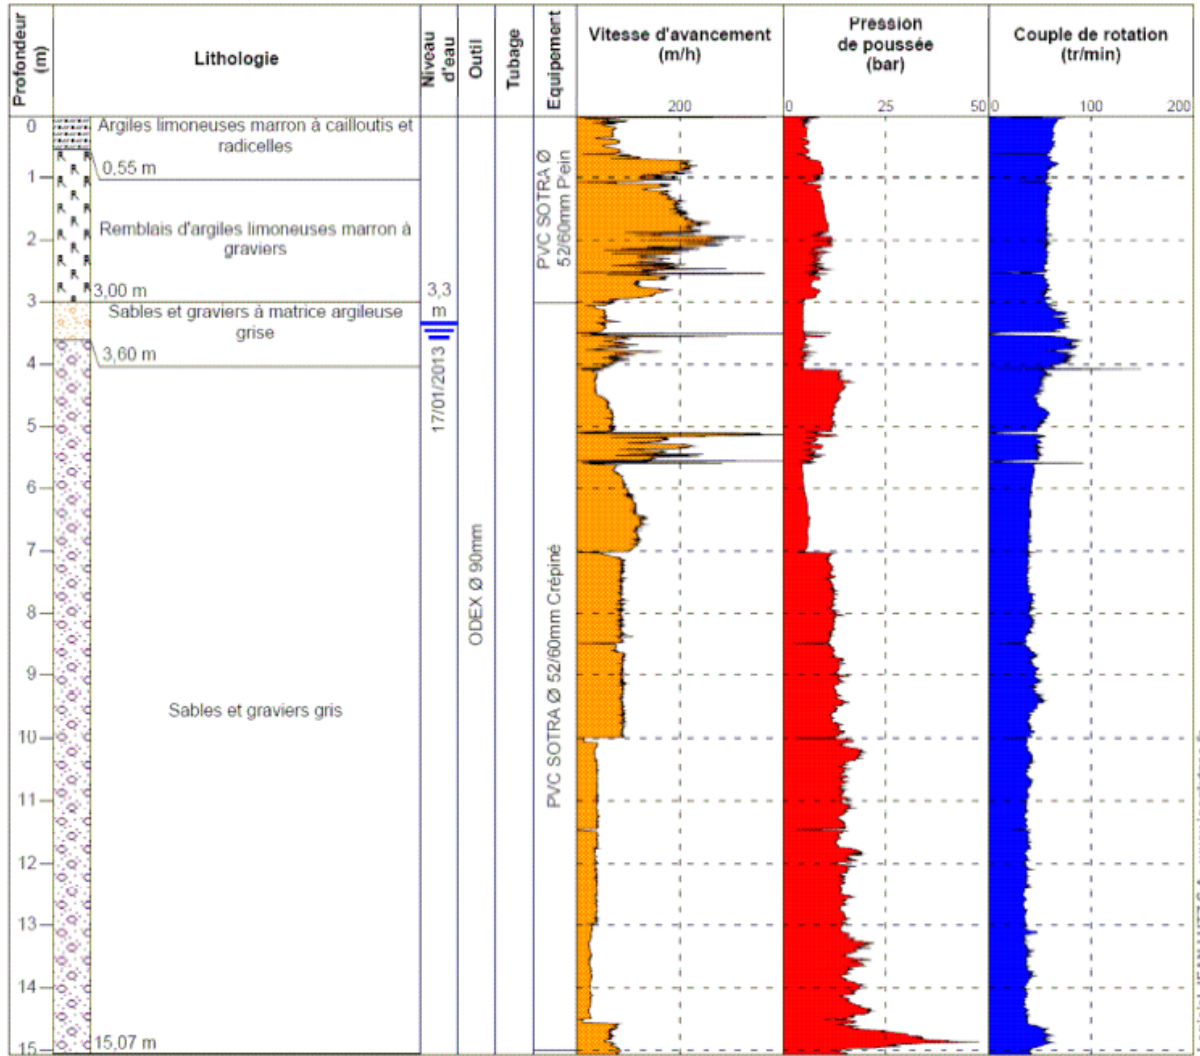 Profondeur
(m)
Lithologie
Niveau
d'eau
Outil
Tubage
Equipement
Vitesse d'avancement
(m/h)
Pression
de poussée
(bar)
Couple de rotation
(tr/min)
200
0
25
50
0
100
200
0
1
2
3
4
5
6
7
8
9
10
11
12
13
14
15
Argiles limoneuses marron à cailloutis et
radicelles
0,55 m
Remblais d'argiles limoneuses marron à
graviers
3,00 m
Sables et graviers à matrice argileuse
grise
3,60 m
Sables et graviers gris
15,07 m
3,3
m
17/01/2013
ODEX Ø 90mm
PVC SOTRA Ø
52/60mm Plein
PVC SOTRA Ø 52/60mm Crépiné